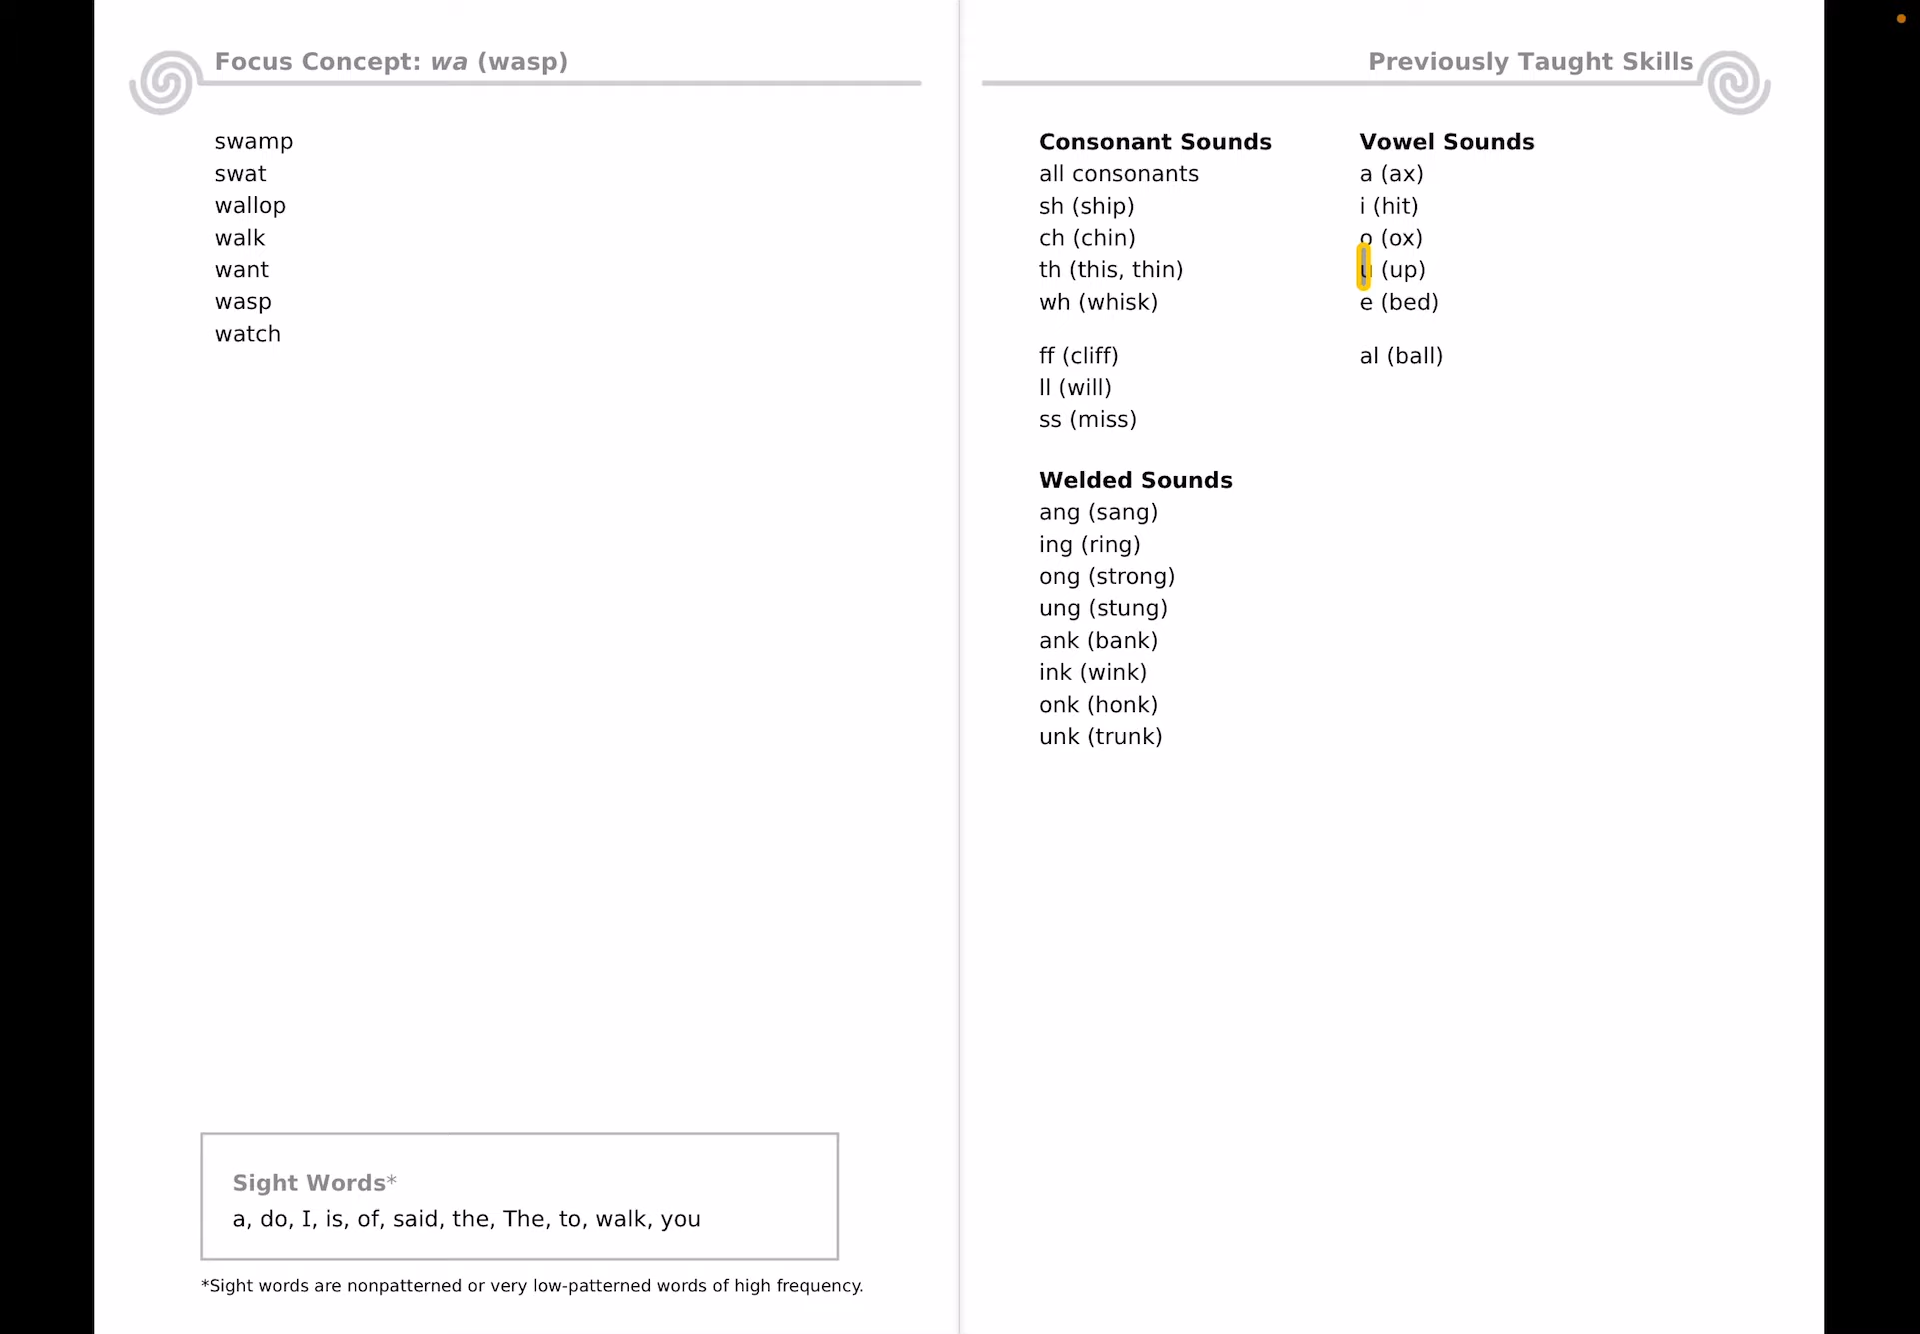 Focus Concept: wa (wasp)
swamp
swat
wallop
walk
want
wasp
watch
Sight Words*
a, do, I, is, of, said, the, The, to, walk, you
*Sight words are nonpatterned or very low-patterned words of high frequency.
Previously Taught Skills
Consonant Sounds
all consonants
sh (ship)
ch (chin)
th (this, thin)
wh (whisk)
ff (cliff)
ll (will)
ss (miss)
Welded Sounds
ang (sang)
ing (ring)
ong (strong)
ung (stung)
ank (bank)
ink (wink)
onk (honk)
unk (trunk)
Vowel Sounds
a (ax)
i (hit)
o (ox)
u (up)
e (bed)
al (ball)